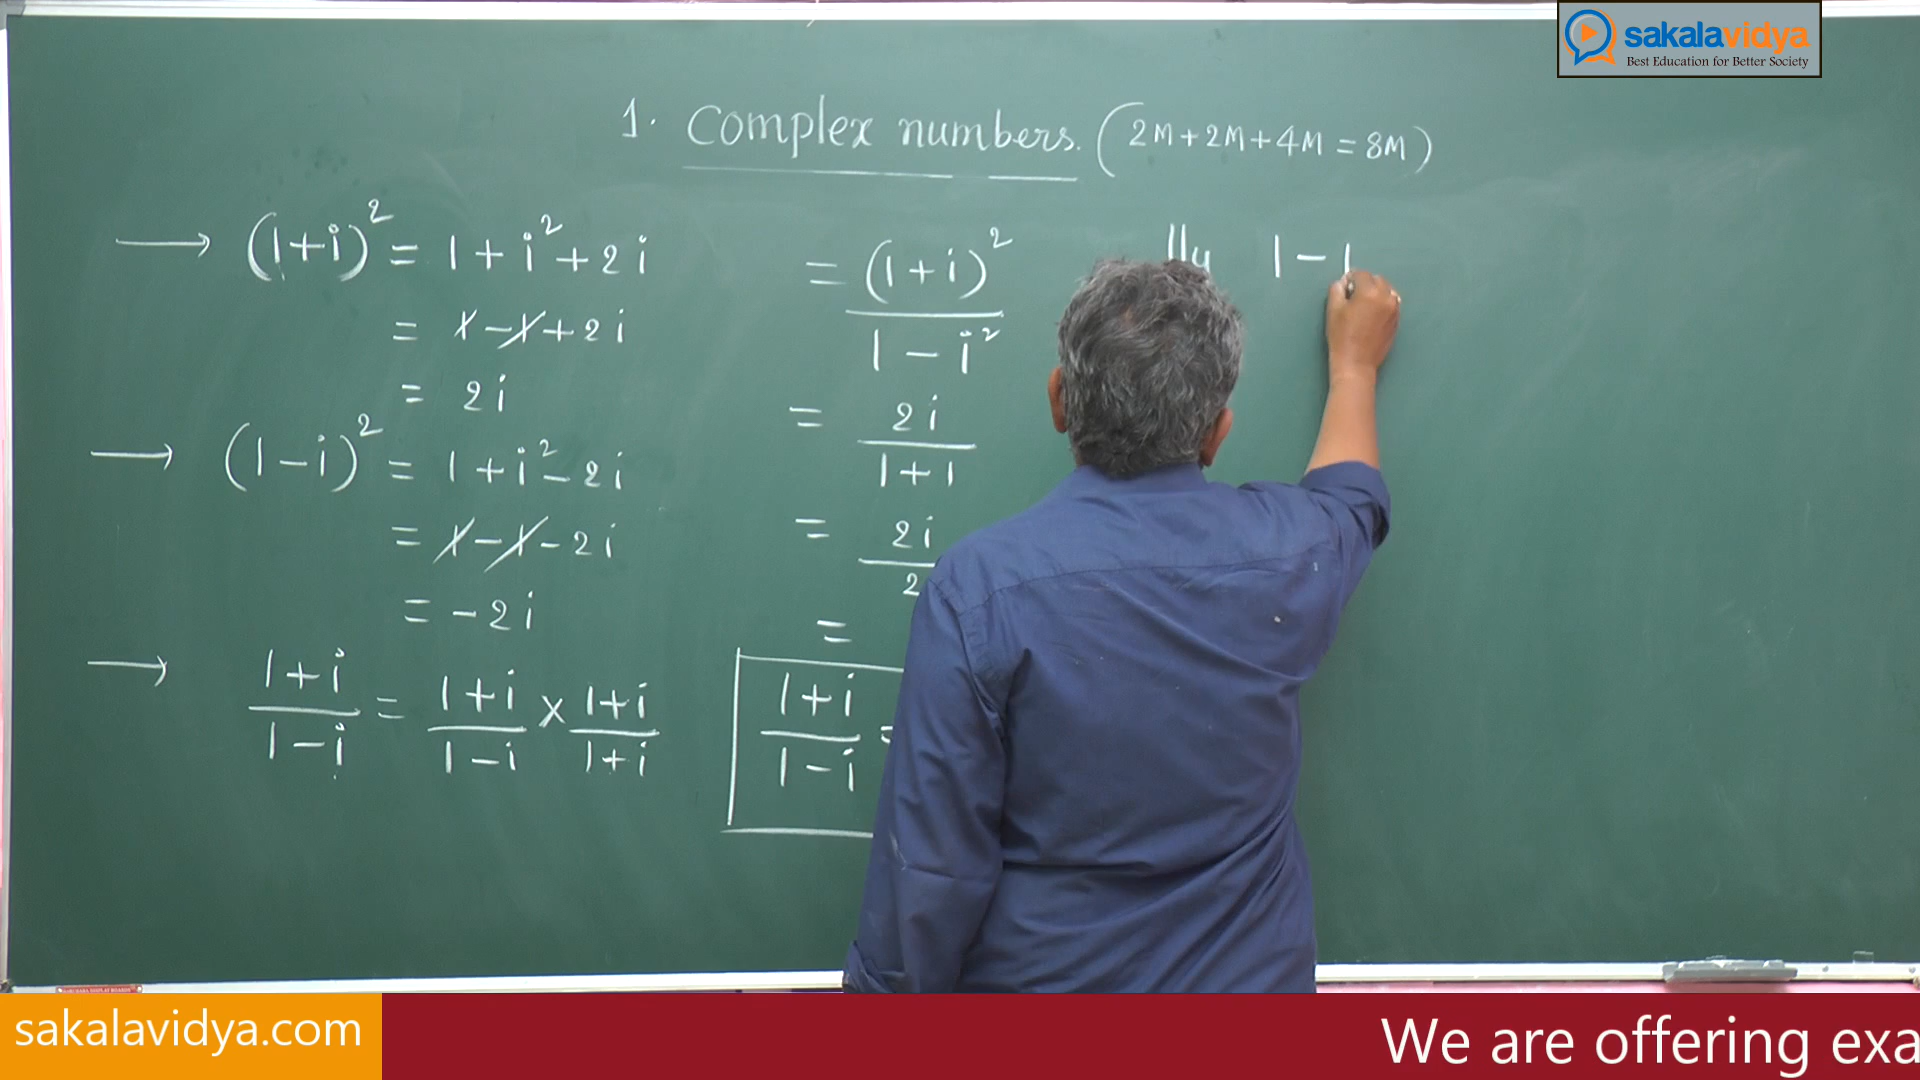 sakalavidya
Best Education for Better Society
1. Complex numbers. (2M+2M+4M = 8M)
→ (1+i)² = 1 + i² + 2i
= 1 - 1 + 2i
= 2i
→ (1-i)² = 1 + i² - 2i
= 1 - 1 - 2i
= -2i
→ 1+i / 1-i = 1+i / 1-i × 1+i / 1+i
= (1+i)² / 1 - i²
= 2i / 1+1
= 2i / 2
=
1+i / 1-i =
lly 1 -
sakalavidya.com
We are offering exa